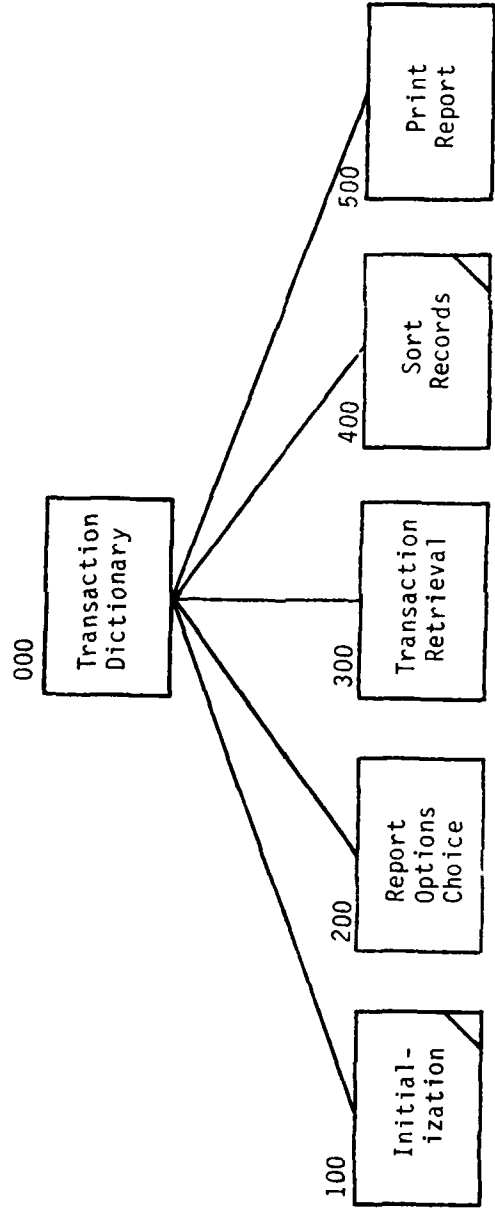 000
Transaction
Dictionary
100
Initial-
ization
200
Report
Options
Choice
300
Transaction
Retrieval
400
Sort
Records
500
Print
Report